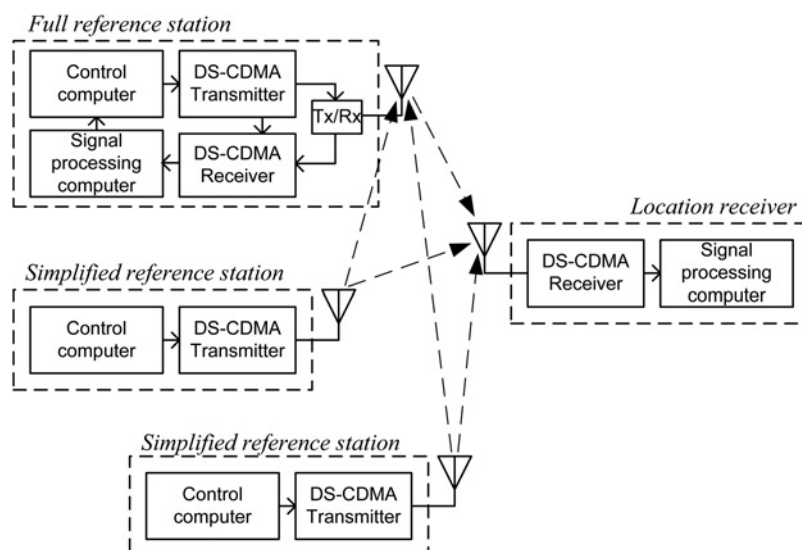 Full reference station
Control
computer
DS-CDMA
Transmitter
Tx/Rx
Signal
processing
computer
DS-CDMA
Receiver
Location receiver
DS-CDMA
Receiver
Signal
processing
computer
Simplified reference station
Control
computer
DS-CDMA
Transmitter
Simplified reference station
Control
computer
DS-CDMA
Transmitter